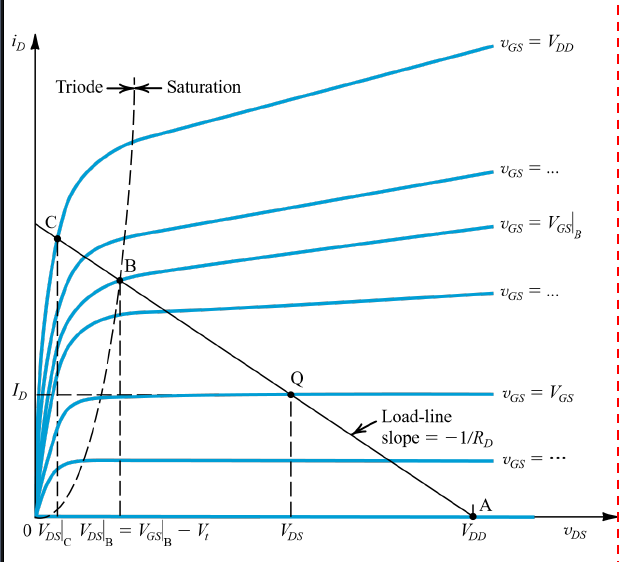 i_D
v_GS = V_DD
Triode
Saturation
v_GS = ...
C
v_GS = V_GS|_B
B
v_GS = ...
I_D
Q
v_GS = V_GS
Load-line
slope = −1/R_D
v_GS = ···
A
0 V_DS|_C V_DS|_B = V_GS|_B − V_t V_DS V_DD v_DS